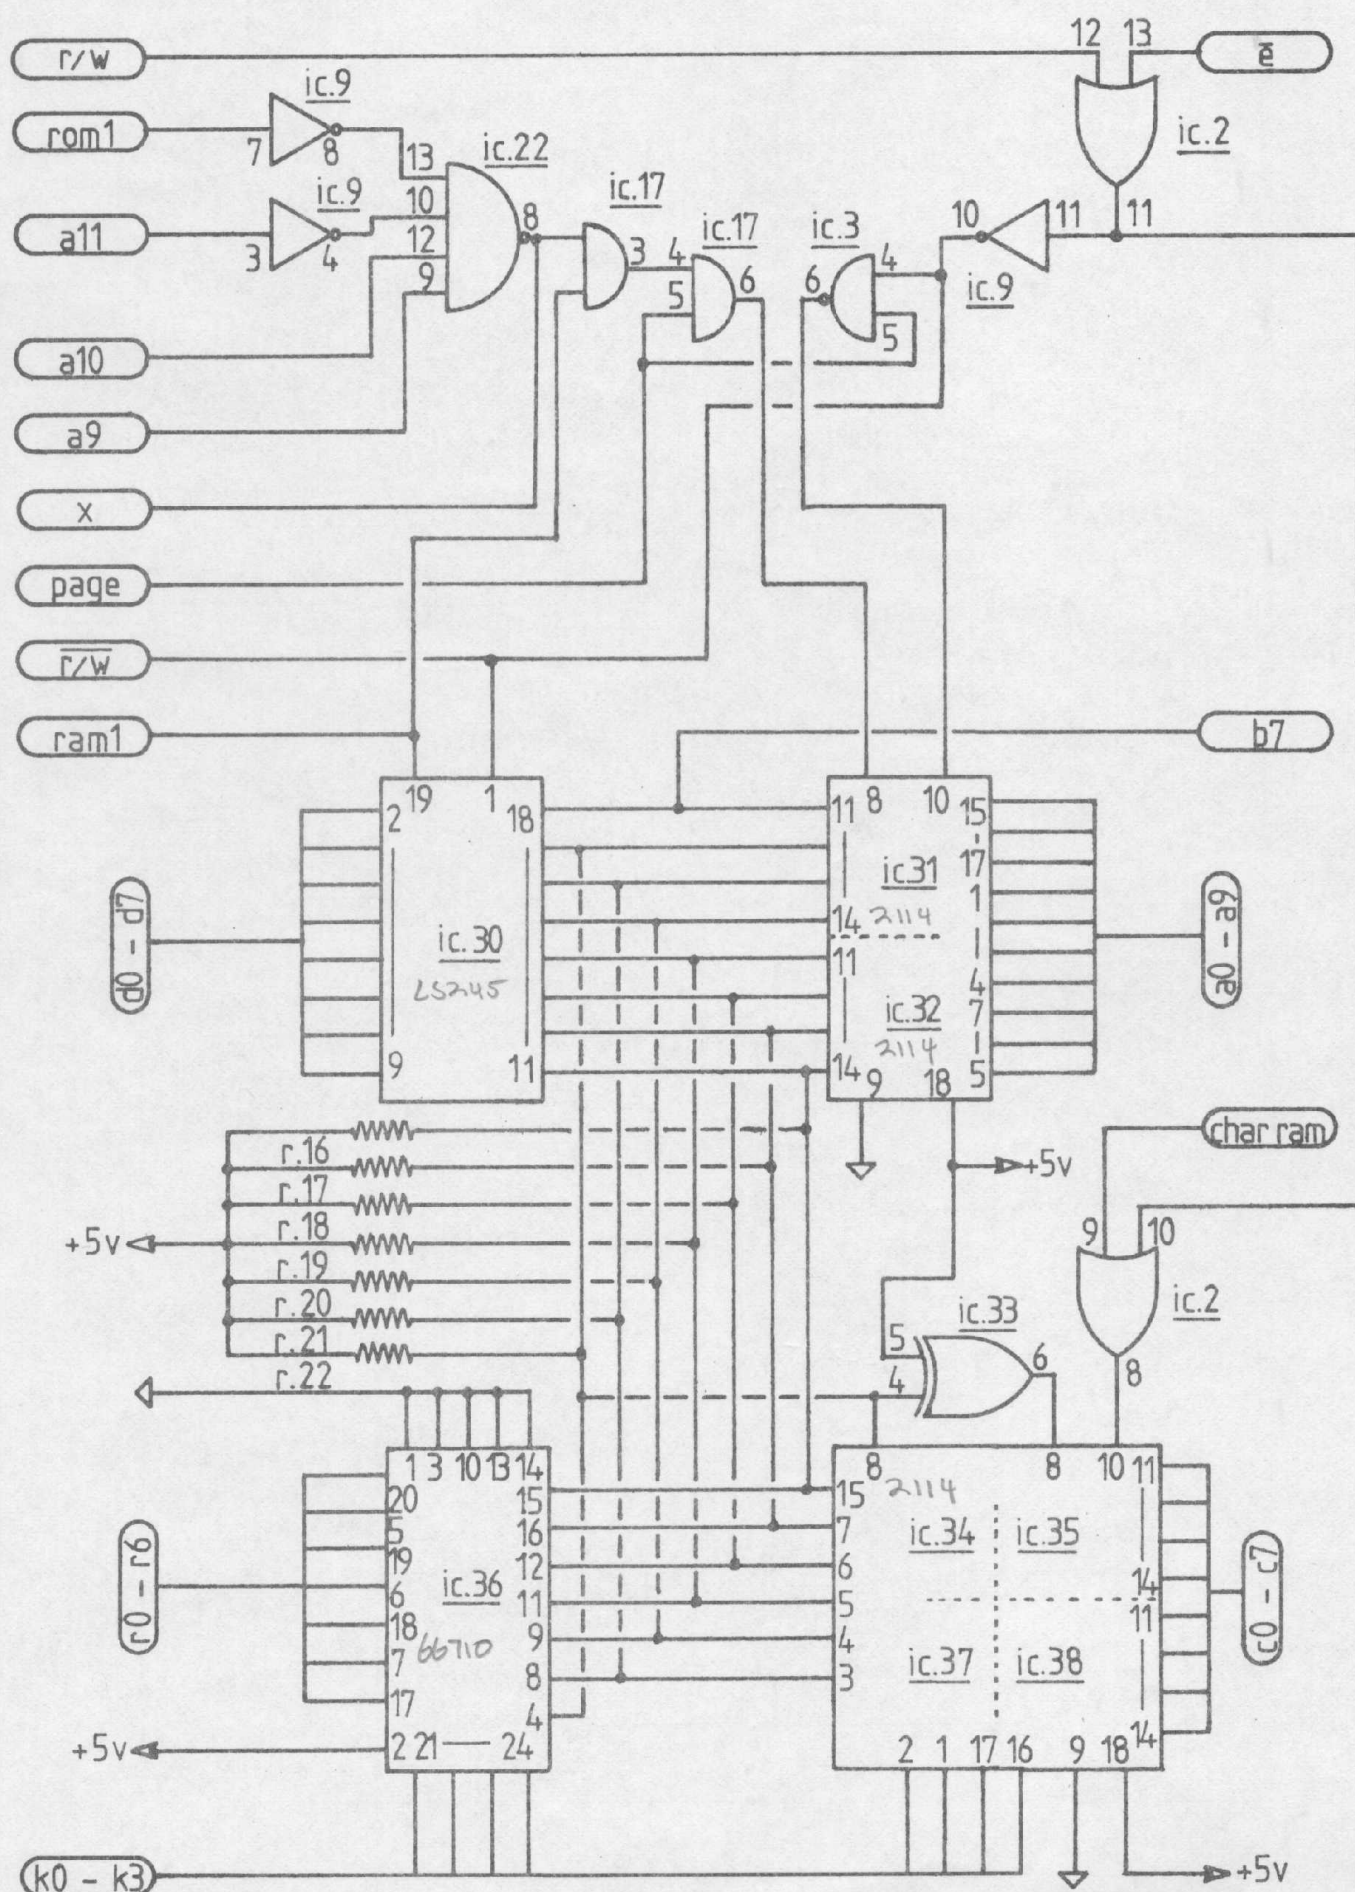 r/w
12 13
e̅
ic.9
rom1
7 8
13
ic.22
ic.2
ic.9
10
ic.17
a11
3 4
12
8
3
4
ic.17
ic.3
10
11
11
9
5
6
6
4
ic.9
5
a10
a9
x
page
r/w
ram1
b7
19 1
18
2
11
8 10
15
17
ic.31
1
14
2114
d0 - d7
ic.30
LS245
11
a0 - a9
4
ic.32
7
2114
9
11
14
9 18
5
char ram
r.16
+5v
r.17
r.18
+5v
9 10
r.19
r.20
ic.33
ic.2
r.21
5
6
r.22
4
8
1 3 10 13 14
8
8 10
11
20
15
15
2114
5
16
7
ic.34
ic.35
19
12
6
r0 - r6
ic.36
14
c0 - c7
6
11
5
11
18
66710
9
4
7
8
3
ic.37
ic.38
17
4
14
+5v
2 21 24
2 1 17 16 9 18
k0 - k3
+5v